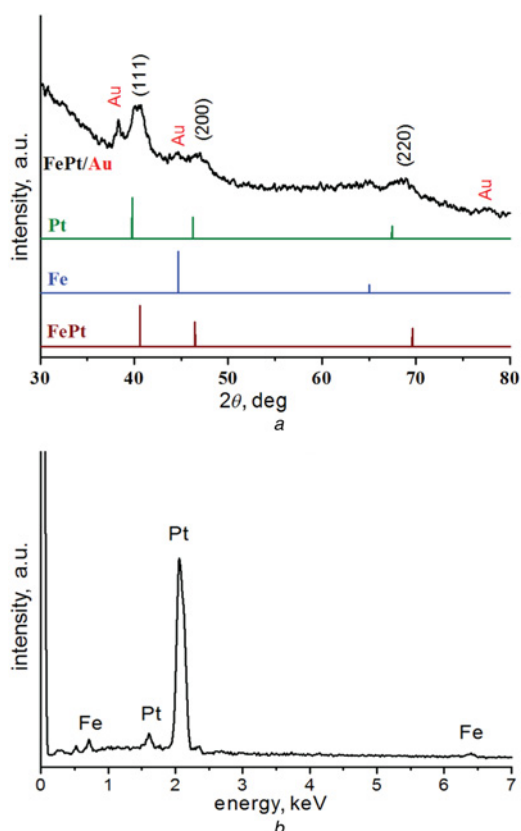 Au
(111)
Au
(200)
(220)
Au
FePt/Au
Pt
Fe
FePt
intensity, a.u.
30 40 50 60 70 80
2θ, deg
a
Pt
Fe
Pt
Fe
intensity, a.u.
0 1 2 3 4 5 6 7
energy, keV
b